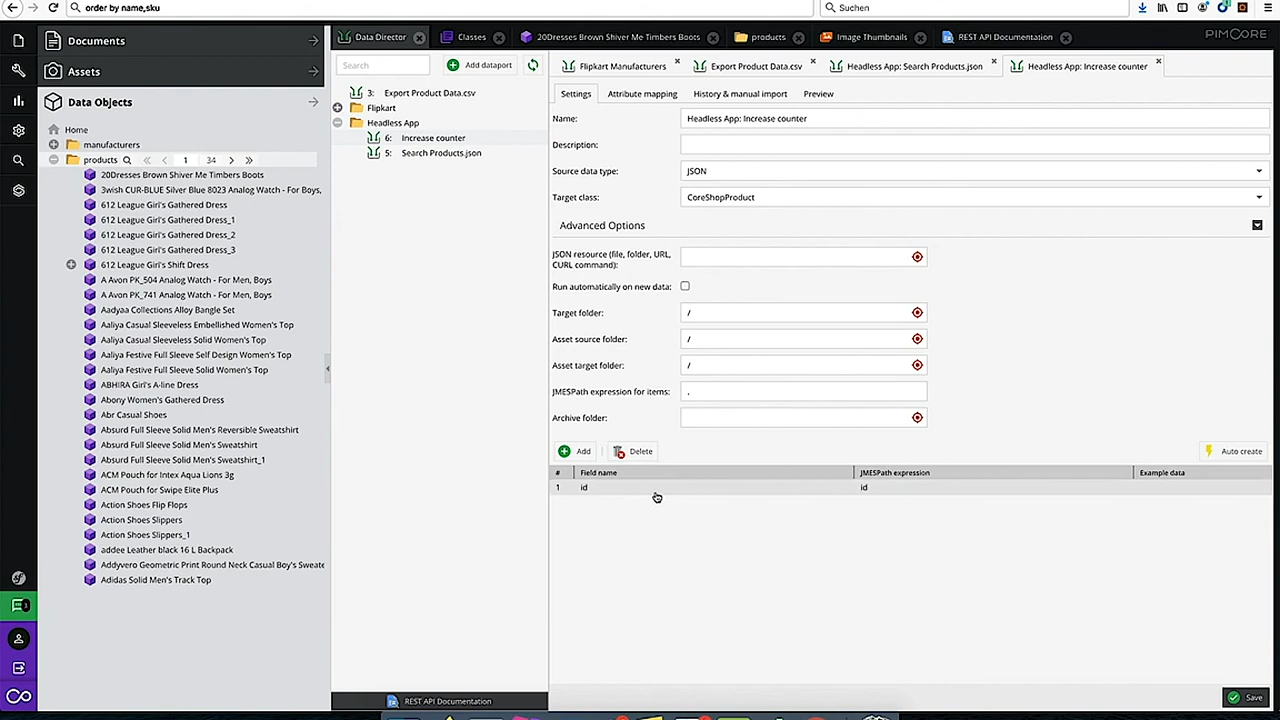 order by name,sku
Suchen
Documents
Assets
Data Objects
Home
manufacturers
products
1
34
20Dresses Brown Shiver Me Timbers Boots
3wish CUR-BLUE Silver Blue 8023 Analog Watch - For Boys,
612 League Girl's Gathered Dress
612 League Girl's Gathered Dress_1
612 League Girl's Gathered Dress_2
612 League Girl's Gathered Dress_3
612 League Girl's Shift Dress
A Avon PK_504 Analog Watch - For Men, Boys
A Avon PK_741 Analog Watch - For Men, Boys
Aadyaa Collections Alloy Bangle Set
Aaliya Casual Sleeveless Embellished Women's Top
Aaliya Casual Sleeveless Solid Women's Top
Aaliya Festive Full Sleeve Self Design Women's Top
Aaliya Festive Full Sleeve Solid Women's Top
ABHIRA Girl's A-line Dress
Abony Women's Gathered Dress
Abr Casual Shoes
Absurd Full Sleeve Solid Men's Reversible Sweatshirt
Absurd Full Sleeve Solid Men's Sweatshirt
Absurd Full Sleeve Solid Men's Sweatshirt_1
ACM Pouch for Intex Aqua Lions 3g
ACM Pouch for Swipe Elite Plus
Action Shoes Flip Flops
Action Shoes Slippers
Action Shoes Slippers_1
addee Leather black 16 L Backpack
Addyvero Geometric Print Round Neck Casual Boy's Sweate
Adidas Solid Men's Track Top
Data Director
Classes
20Dresses Brown Shiver Me Timbers Boots
products
Image Thumbnails
REST API Documentation
PIMCORE
Search
Add dataport
3: Export Product Data.csv
Flipkart
Headless App
6: Increase counter
5: Search Products.json
REST API Documentation
Flipkart Manufacturers
Export Product Data.csv
Headless App: Search Products.json
Headless App: Increase counter
Settings
Attribute mapping
History & manual import
Preview
Name:
Headless App: Increase counter
Description:
Source data type:
JSON
Target class:
CoreShopProduct
Advanced Options
JSON resource (file, folder, URL,
CURL command):
Run automatically on new data:
Target folder:
/
Asset source folder:
/
Asset target folder:
/
JMESPath expression for items:
.
Archive folder:
Add
Delete
Auto create
# Field name JMESPath expression Example data
1 id id
Save